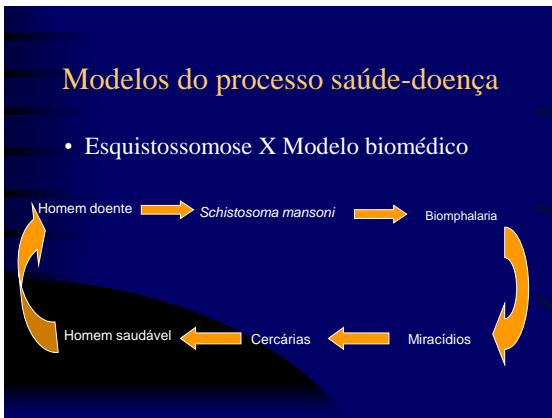 Modelos do processo saúde-doença
• Esquistossomose X Modelo biomédico
Homem doente
Schistosoma mansoni
Biomphalaria
Homem saudável
Cercárias
Miracídios